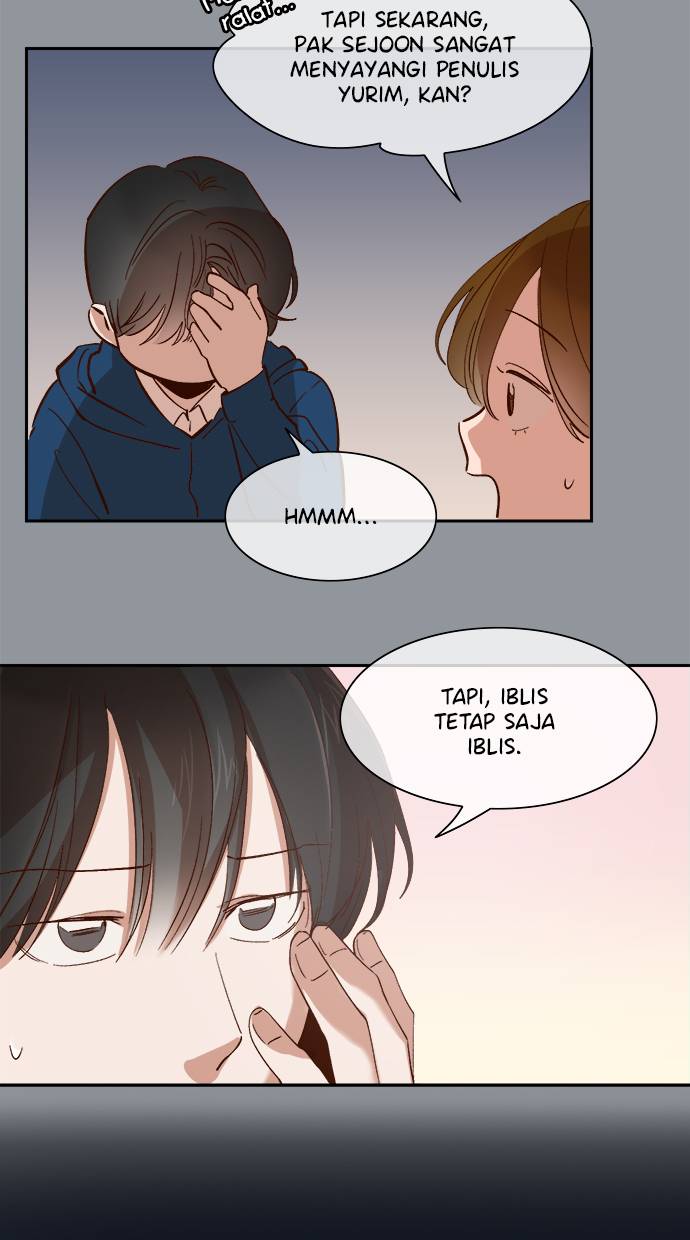 ralat...
TAPI SEKARANG,
PAK SEJOON SANGAT
MENYAYANGI PENULIS
YURIM, KAN?
HMMM...
TAPI, IBLIS
TETAP SAJA
IBLIS.